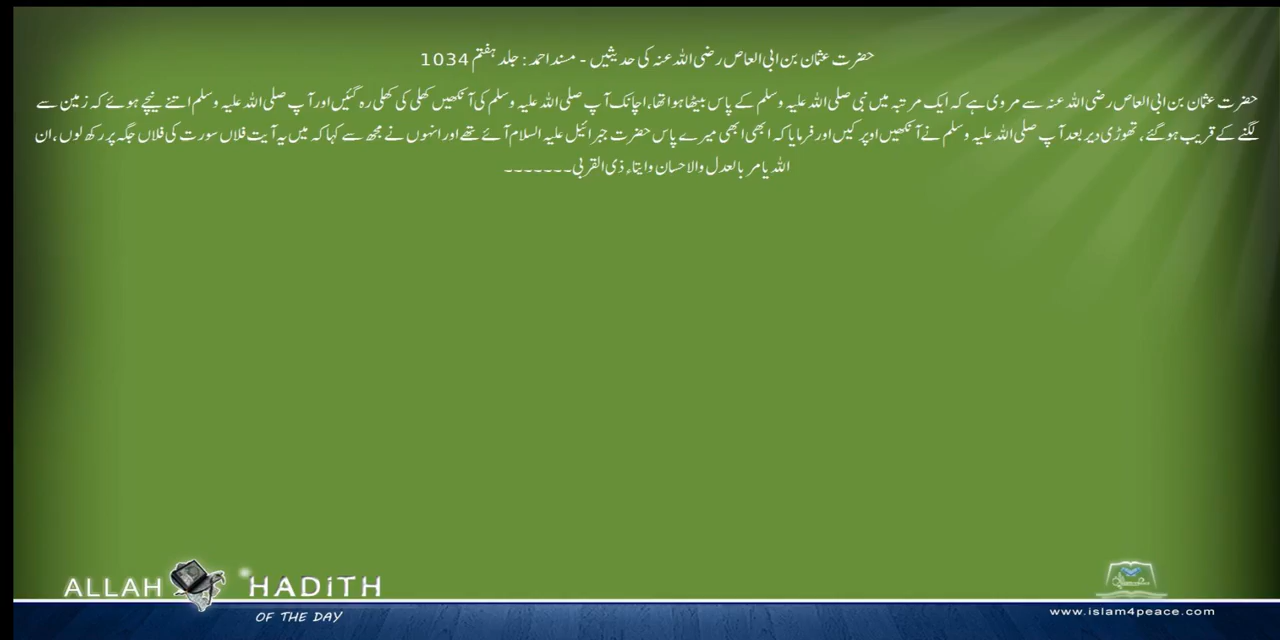 حضرت عثمان بن ابی العاص رضی اللہ عنہ کی حدیثیں - مسند احمد : جلد ہفتم 1034
حضرت عثمان بن ابی العاص رضی اللہ عنہ سے مروی ہے کہ ایک مرتبہ میں نبی صلی اللہ علیہ وسلم کے پاس بیٹھا ہوا تھا، اچانک آپ صلی اللہ علیہ وسلم کی آنکھیں کھلی کی کھلی رہ گئیں اور آپ صلی اللہ علیہ وسلم اتنے نیچے ہوئے کہ زمین سے
لگنے کے قریب ہو گئے، تھوڑی دیر بعد آپ صلی اللہ علیہ وسلم نے آنکھیں اوپر کیں اور فرمایا کہ ابھی ابھی میرے پاس حضرت جبرائیل علیہ السلام آئے تھے اور انہوں نے مجھ سے کہا کہ میں یہ آیت فلاں سورت کی فلاں جگہ پر رکھ لوں، ان
اللہ یامر بالعدل والاحسان وایتاء ذی القربی-------
ALLAH HADITH
OF THE DAY
www.islam4peace.com